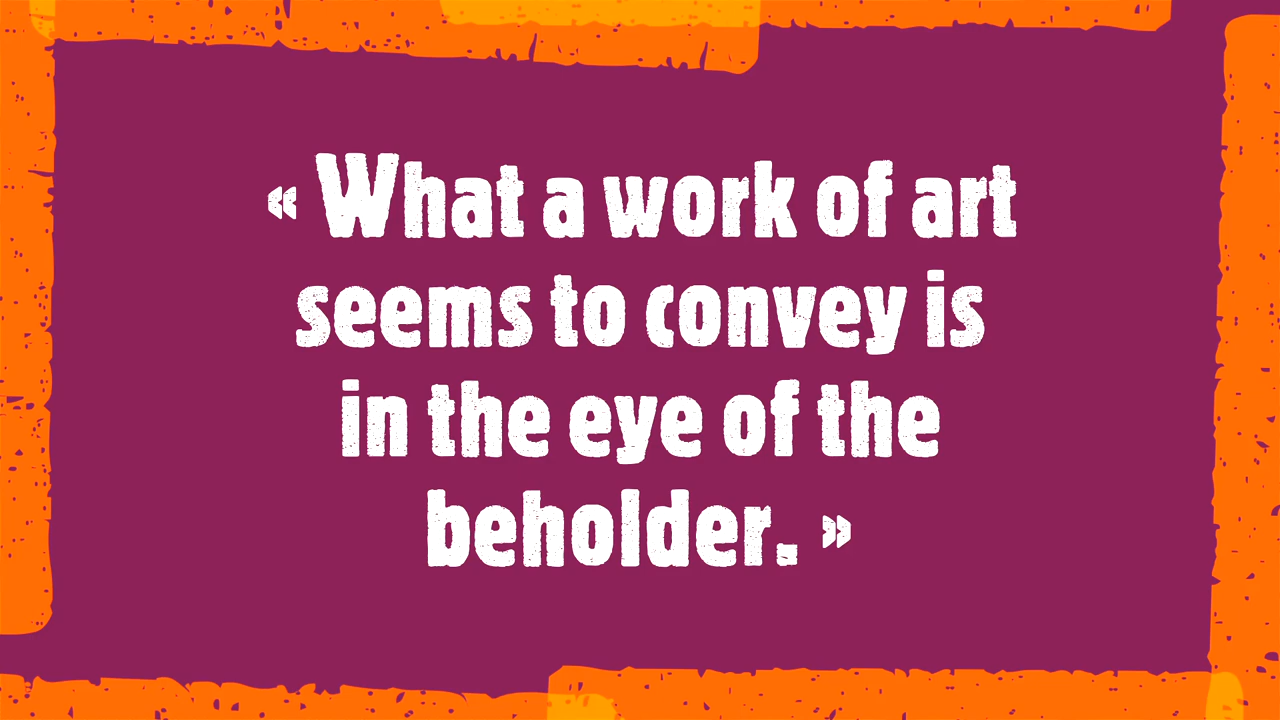 « What a work of art
seems to convey is
in the eye of the
beholder. »